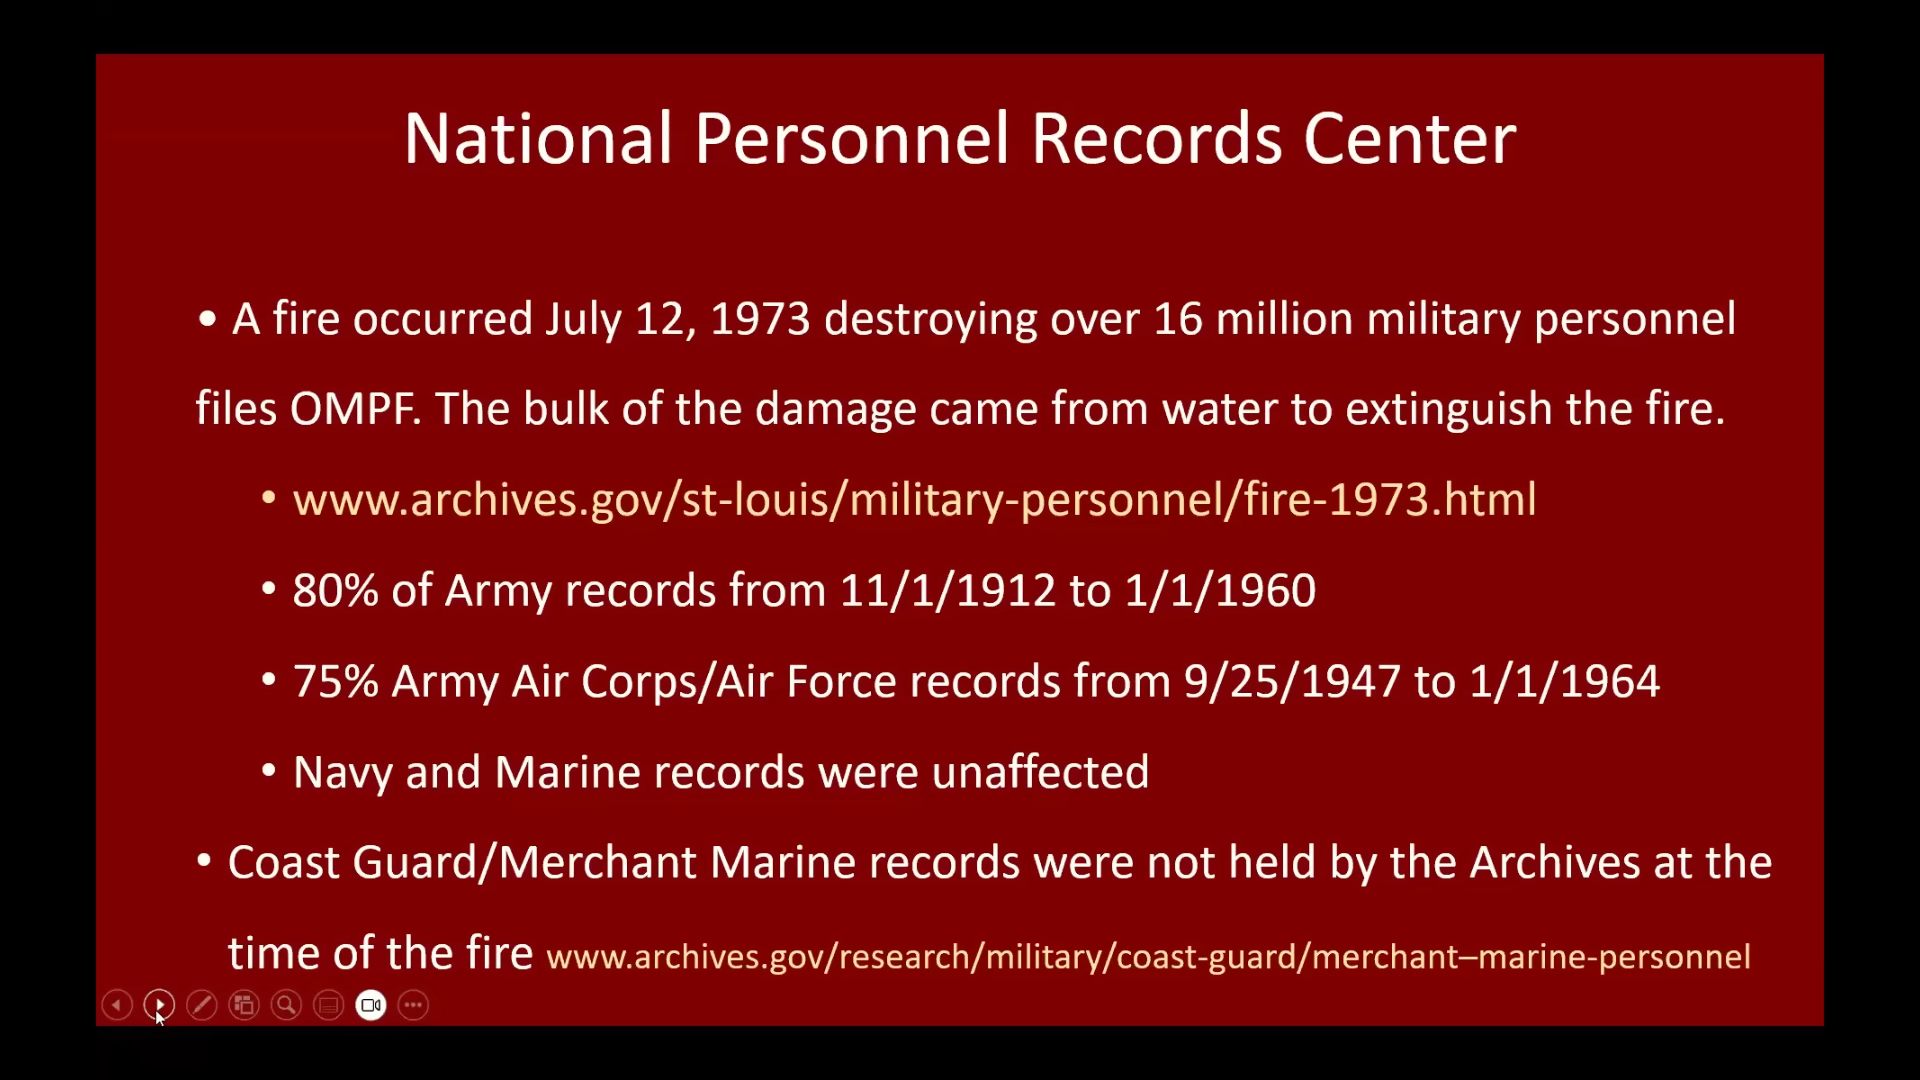 National Personnel Records Center
• A fire occurred July 12, 1973 destroying over 16 million military personnel
files OMPF. The bulk of the damage came from water to extinguish the fire.
• www.archives.gov/st-louis/military-personnel/fire-1973.html
• 80% of Army records from 11/1/1912 to 1/1/1960
• 75% Army Air Corps/Air Force records from 9/25/1947 to 1/1/1964
• Navy and Marine records were unaffected
• Coast Guard/Merchant Marine records were not held by the Archives at the
time of the fire www.archives.gov/research/military/coast-guard/merchant–marine-personnel